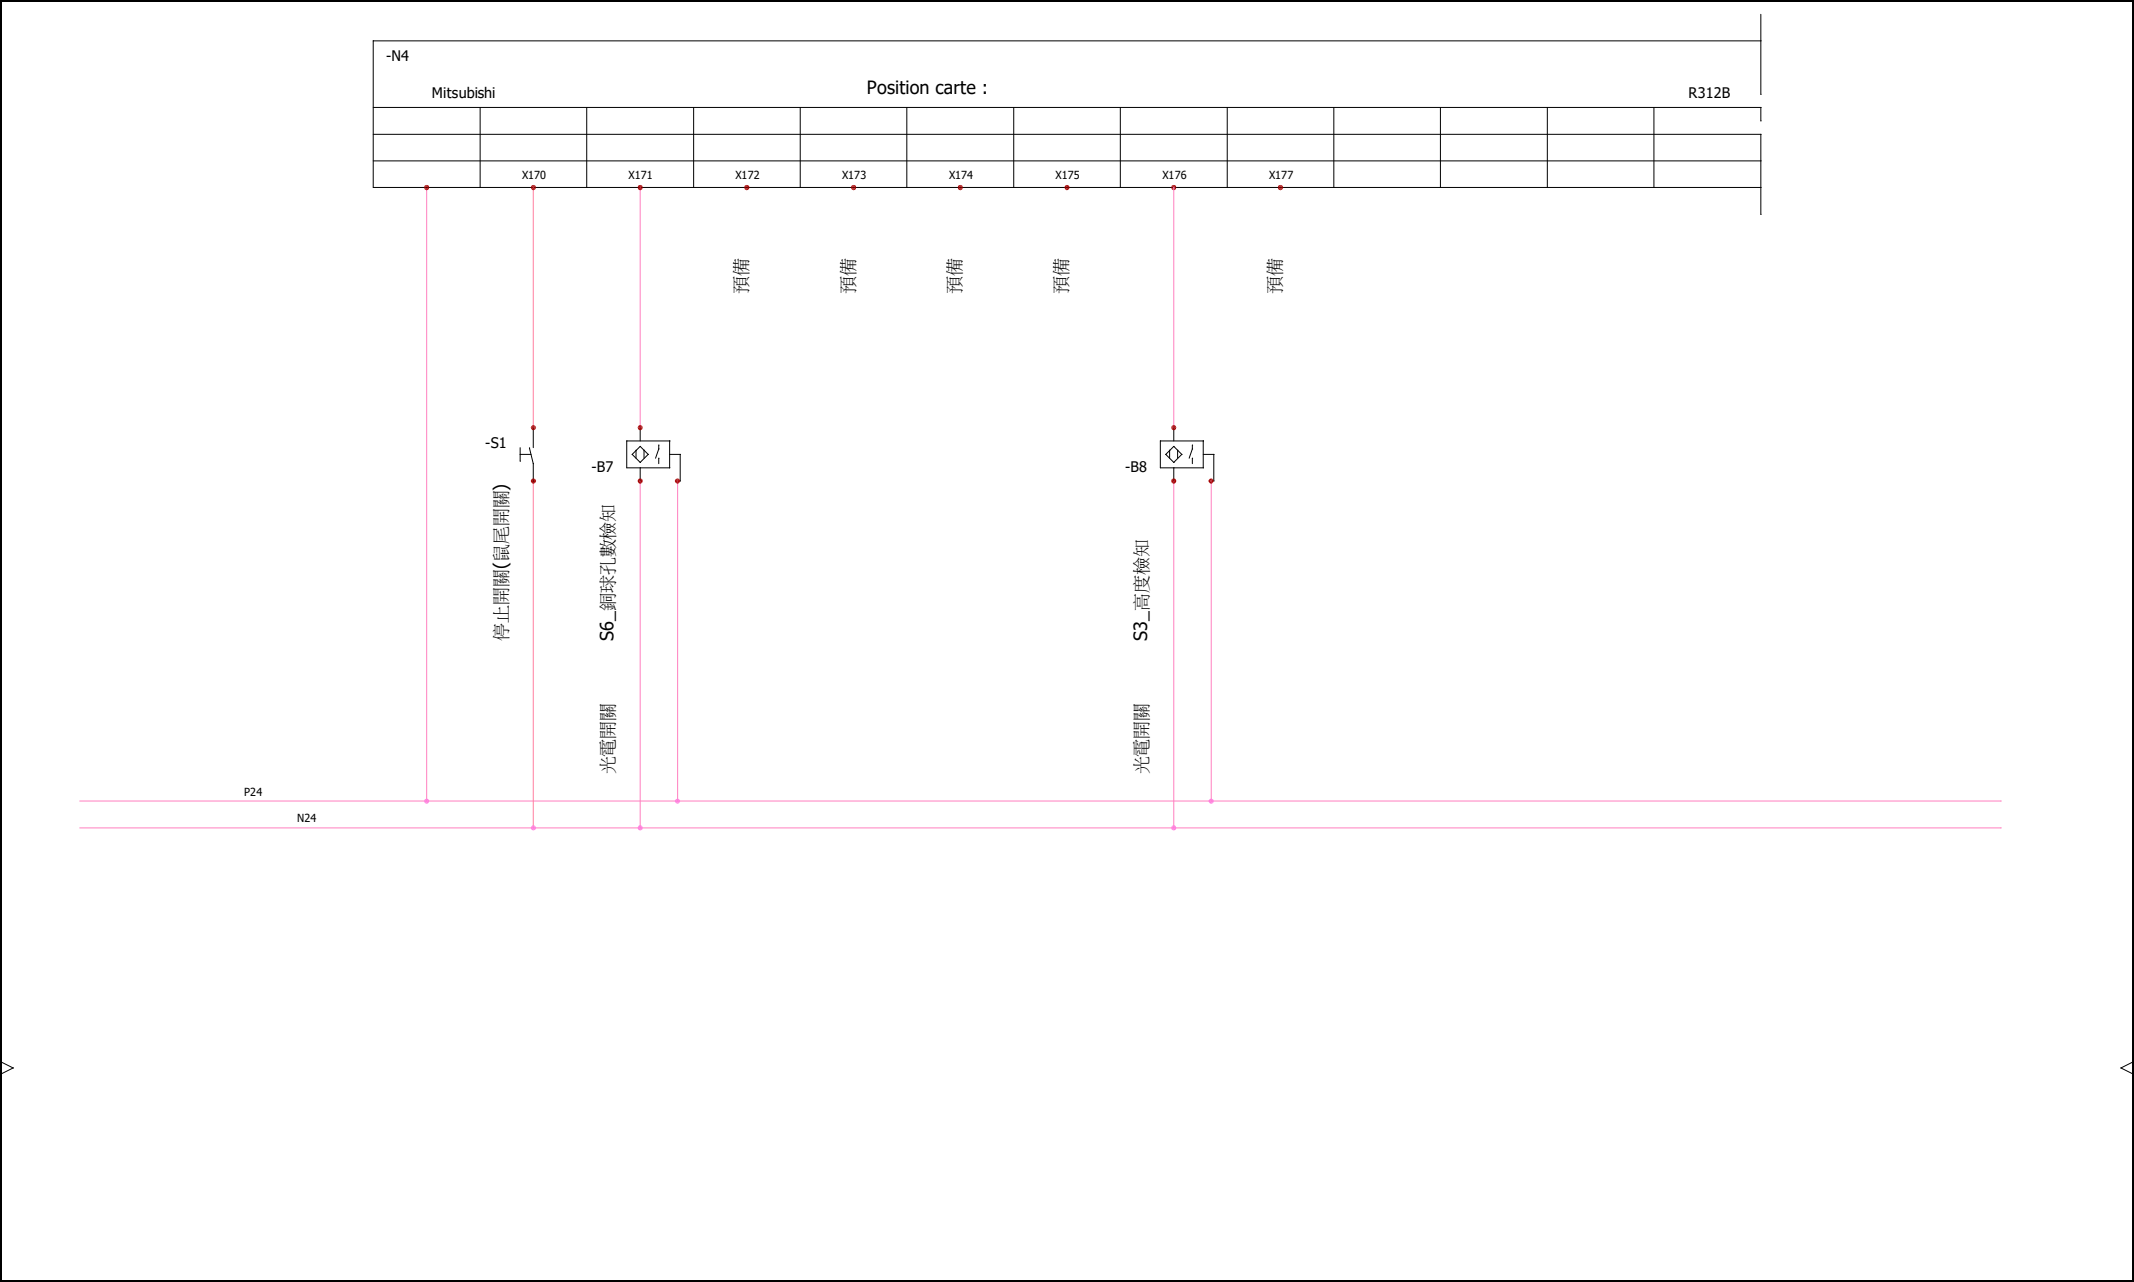 -N4
Mitsubishi
Position carte :
R312B
X170
X171
X172
X173
X174
X175
X176
X177
預備
預備
預備
預備
預備
-S1
停止開關(鼠尾開關)
-B7
S6_銅球孔數檢知
光電開關
-B8
S3_高度檢知
光電開關
P24
N24